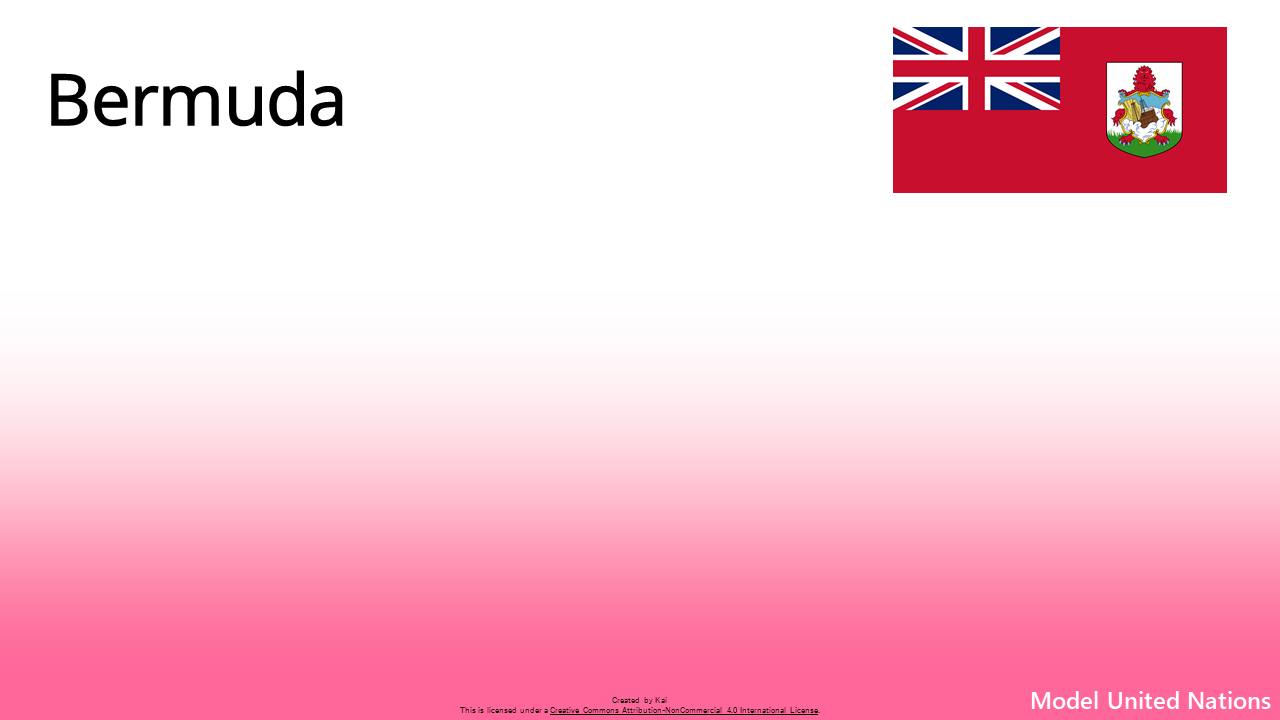 Bermuda
Created by Kai
This is licensed under a Creative Commons Attribution-NonCommercial 4.0 International License.
Model United Nations